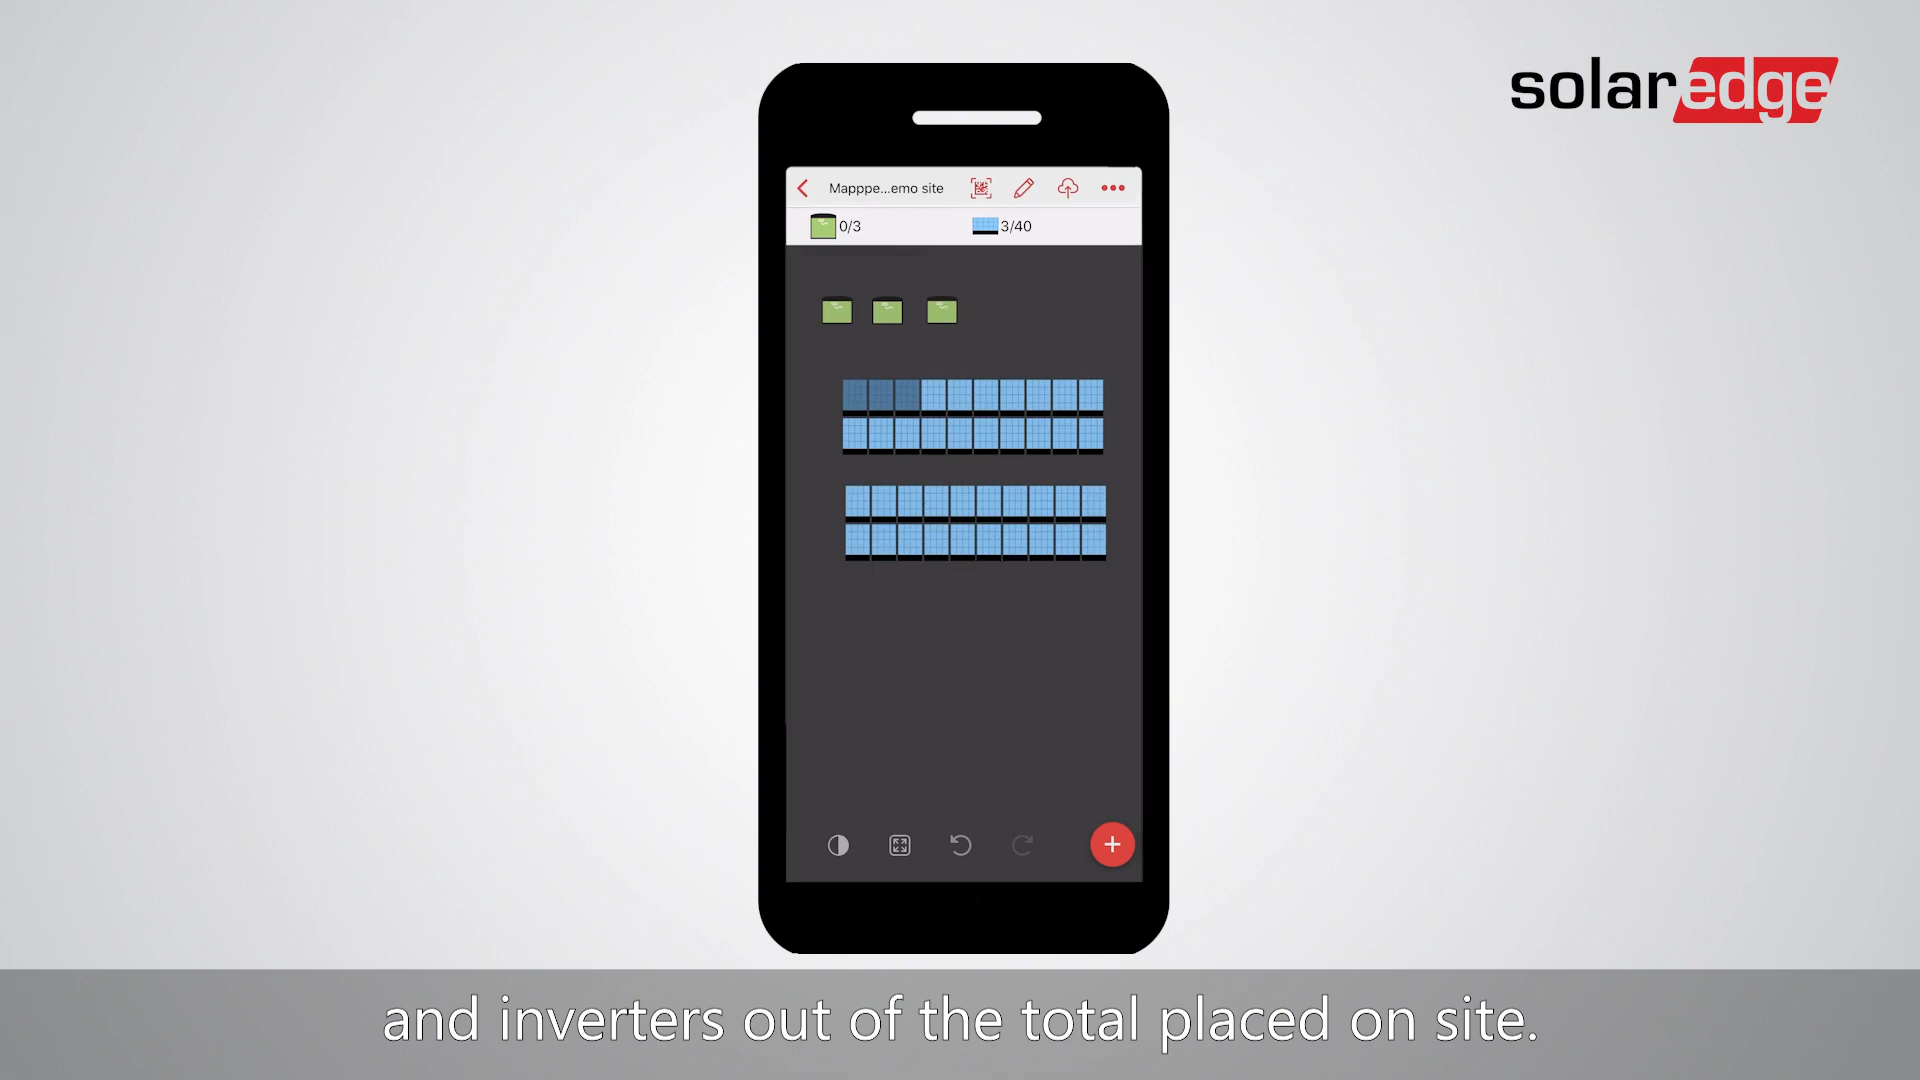 solaredge
Mapppe...emo site
0/3
3/40
and inverters out of the total placed on site.